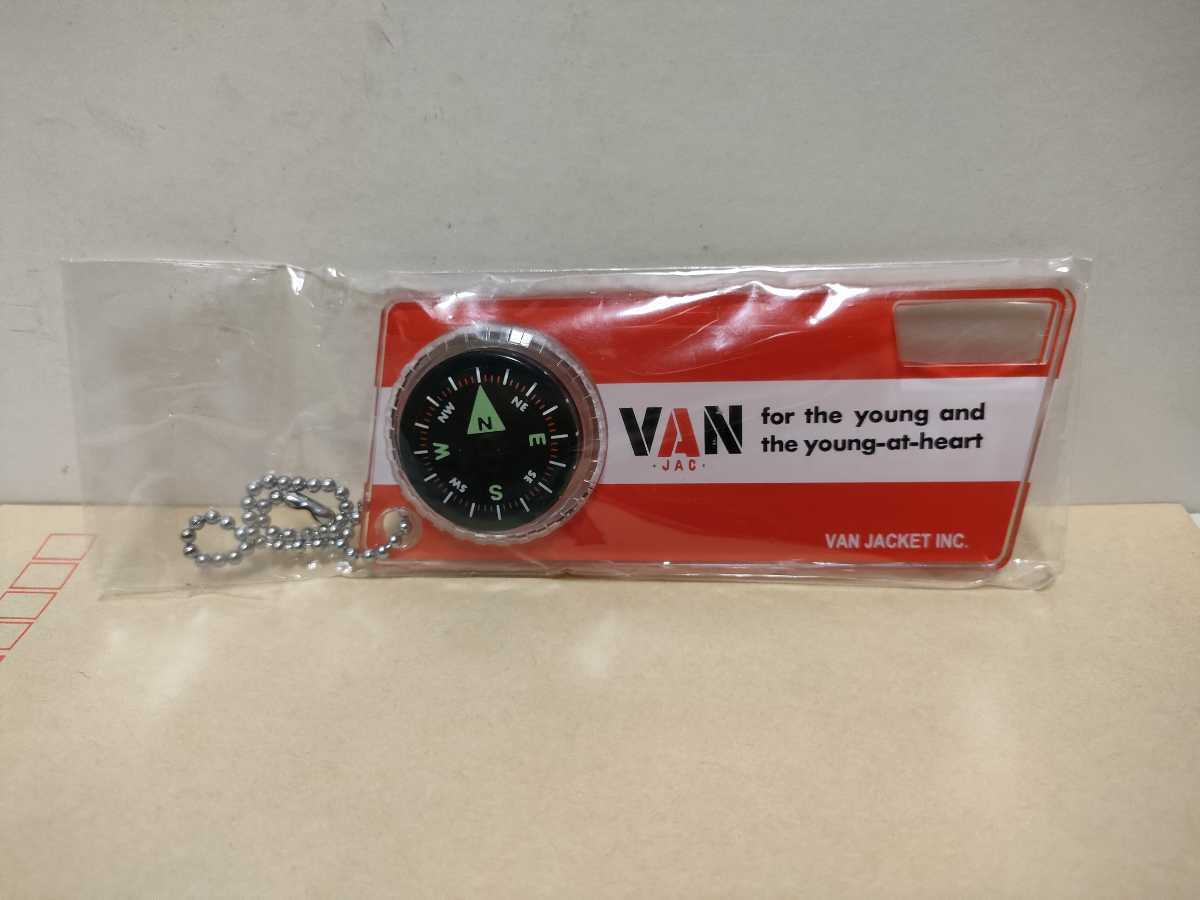 N
NE
E
SE
S
SW
W
NW
VAN
·JAC·
for the young and
the young-at-heart
VAN JACKET INC.